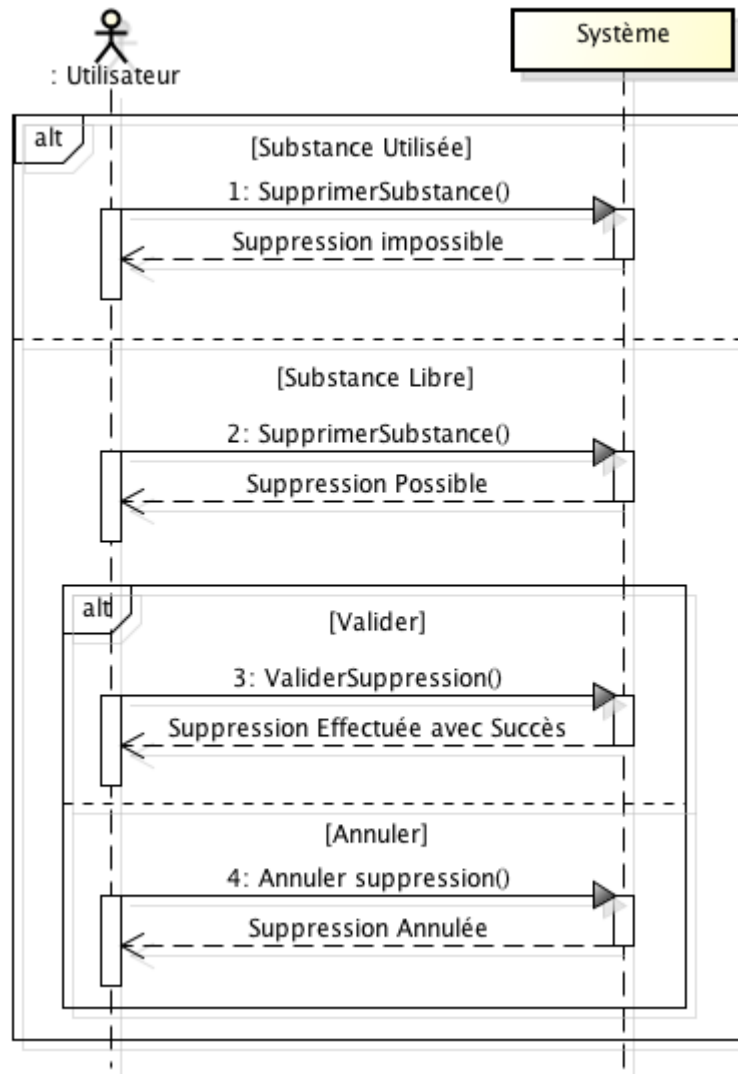 : Utilisateur
Système
alt
[Substance Utilisée]
1: SupprimerSubstance()
Suppression impossible
[Substance Libre]
2: SupprimerSubstance()
Suppression Possible
alt
[Valider]
3: ValiderSuppression()
Suppression Effectuée avec Succès
[Annuler]
4: Annuler suppression()
Suppression Annulée